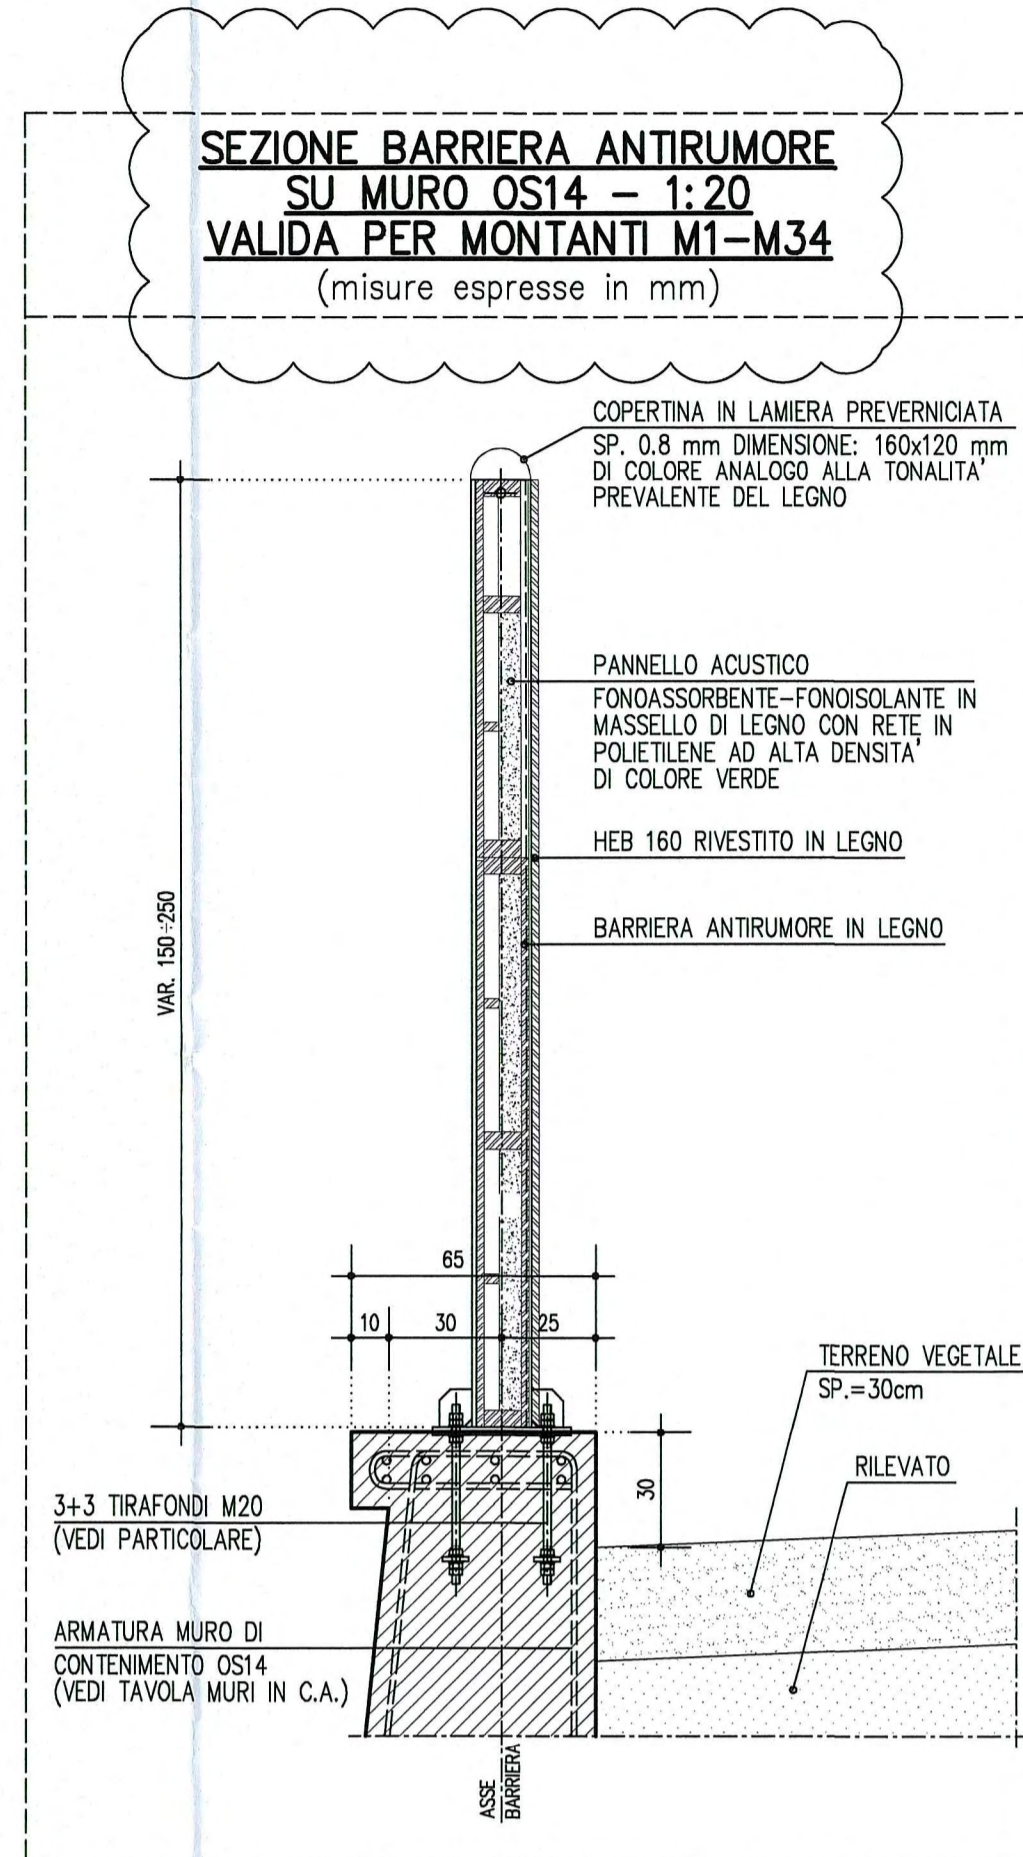 SEZIONE BARRIERA ANTIRUMORE
SU MURO OS14 – 1:20
VALIDA PER MONTANTI M1–M34
(misure espresse in mm)
COPERTINA IN LAMIERA PREVERNICIATA
SP. 0.8 mm DIMENSIONE: 160x120 mm
DI COLORE ANALOGO ALLA TONALITA'
PREVALENTE DEL LEGNO
PANNELLO ACUSTICO
FONOASSORBENTE–FONOISOLANTE IN
MASSELLO DI LEGNO CON RETE IN
POLIETILENE AD ALTA DENSITA'
DI COLORE VERDE
HEB 160 RIVESTITO IN LEGNO
BARRIERA ANTIRUMORE IN LEGNO
VAR. 150÷250
65
10 30 25
TERRENO VEGETALE
SP.=30cm
RILEVATO
30
3+3 TIRAFONDI M20
(VEDI PARTICOLARE)
ARMATURA MURO DI
CONTENIMENTO OS14
(VEDI TAVOLA MURI IN C.A.)
ASSE
BARRIERA